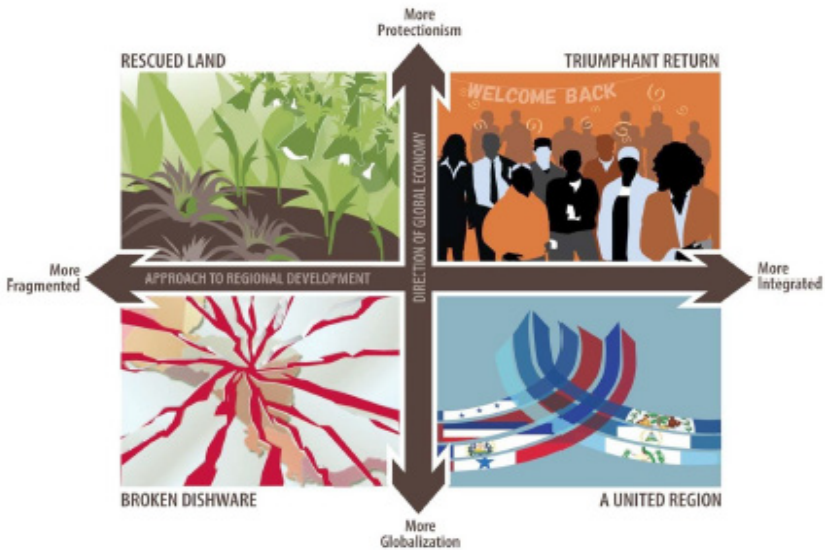 More
Protectionism
RESCUED LAND
TRIUMPHANT RETURN
WELCOME BACK
DIRECTION OF GLOBAL ECONOMY
More
Fragmented
APPROACH TO REGIONAL DEVELOPMENT
More
Integrated
BROKEN DISHWARE
A UNITED REGION
More
Globalization